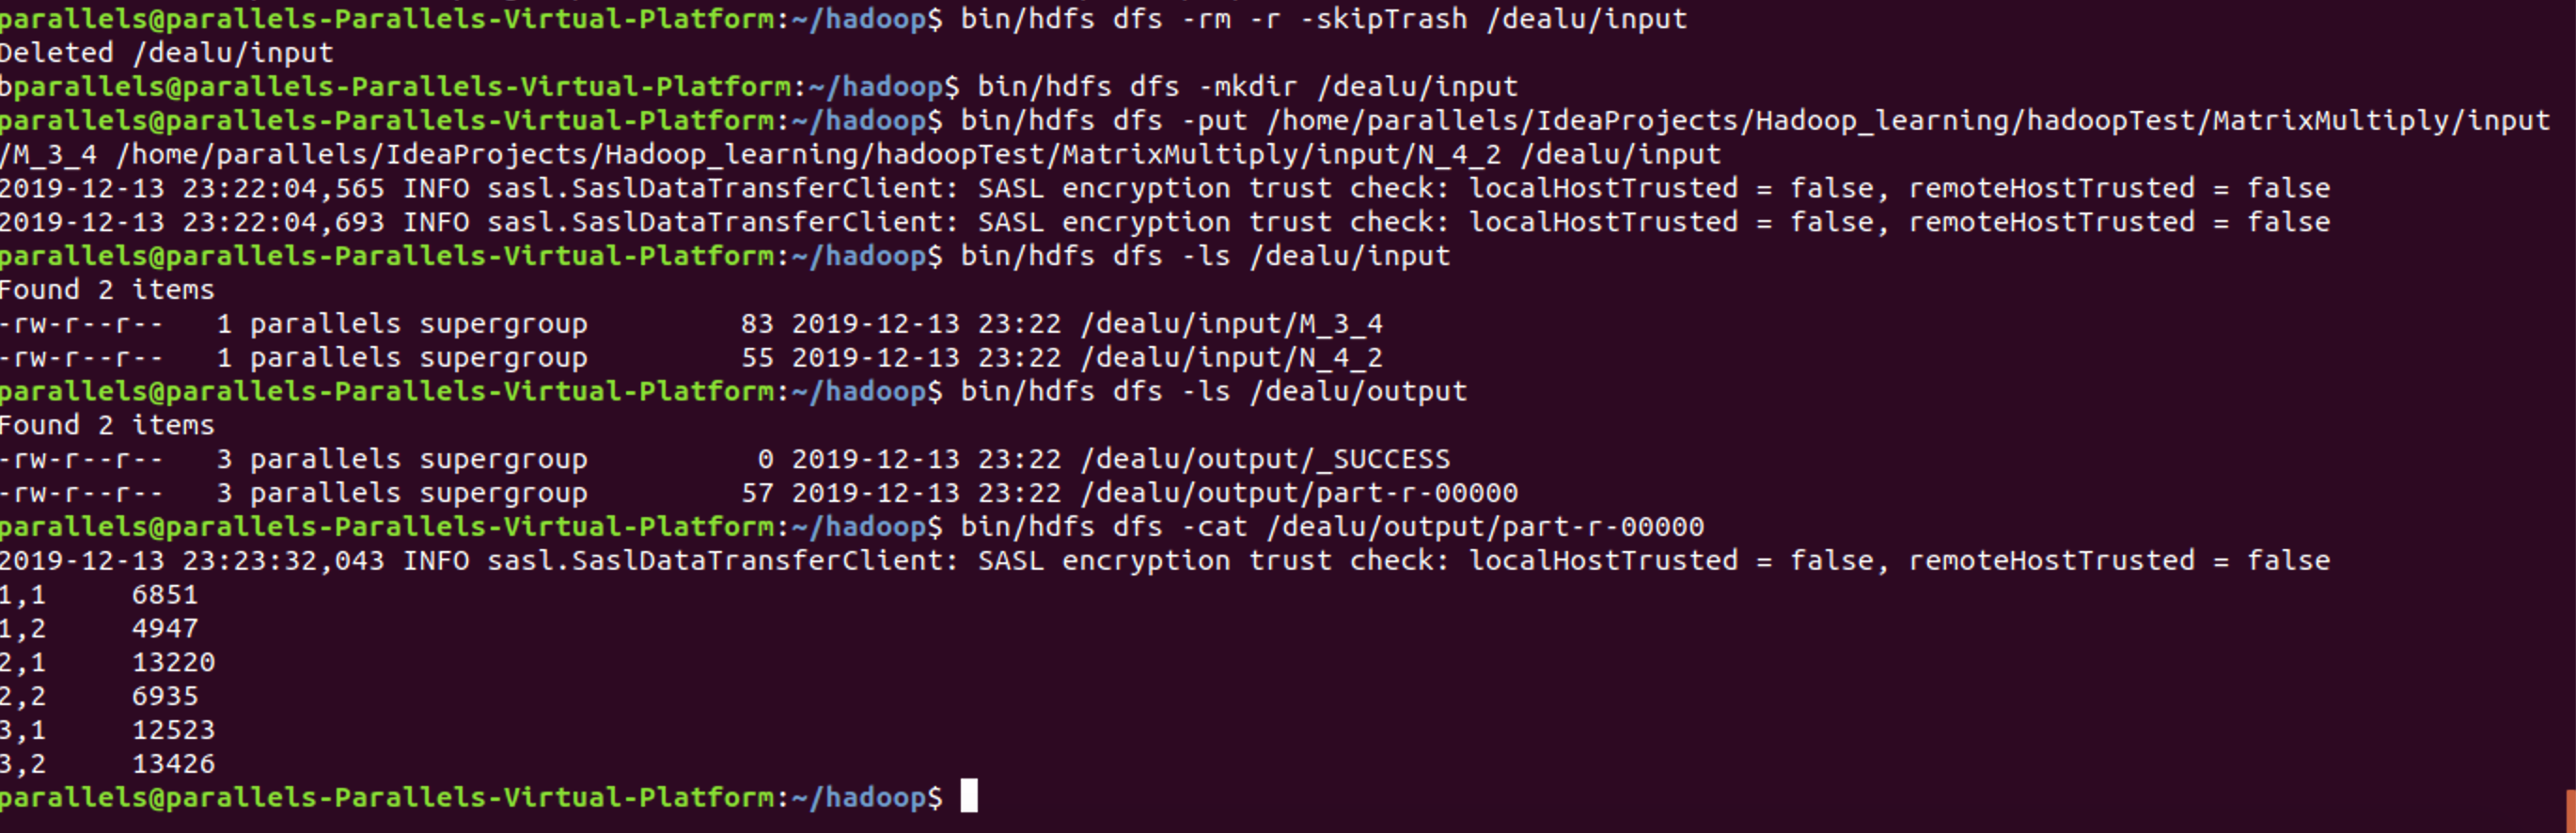 parallels@parallels-Parallels-Virtual-Platform:~/hadoop$ bin/hdfs dfs -rm -r -skipTrash /dealu/input
Deleted /dealu/input
bparallels@parallels-Parallels-Virtual-Platform:~/hadoop$ bin/hdfs dfs -mkdir /dealu/input
parallels@parallels-Parallels-Virtual-Platform:~/hadoop$ bin/hdfs dfs -put /home/parallels/IdeaProjects/Hadoop_learning/hadoopTest/MatrixMultiply/input
/M_3_4 /home/parallels/IdeaProjects/Hadoop_learning/hadoopTest/MatrixMultiply/input/N_4_2 /dealu/input
2019-12-13 23:22:04,565 INFO sasl.SaslDataTransferClient: SASL encryption trust check: localHostTrusted = false, remoteHostTrusted = false
2019-12-13 23:22:04,693 INFO sasl.SaslDataTransferClient: SASL encryption trust check: localHostTrusted = false, remoteHostTrusted = false
parallels@parallels-Parallels-Virtual-Platform:~/hadoop$ bin/hdfs dfs -ls /dealu/input
Found 2 items
-rw-r--r--   1 parallels supergroup         83 2019-12-13 23:22 /dealu/input/M_3_4
-rw-r--r--   1 parallels supergroup         55 2019-12-13 23:22 /dealu/input/N_4_2
parallels@parallels-Parallels-Virtual-Platform:~/hadoop$ bin/hdfs dfs -ls /dealu/output
Found 2 items
-rw-r--r--   3 parallels supergroup          0 2019-12-13 23:22 /dealu/output/_SUCCESS
-rw-r--r--   3 parallels supergroup         57 2019-12-13 23:22 /dealu/output/part-r-00000
parallels@parallels-Parallels-Virtual-Platform:~/hadoop$ bin/hdfs dfs -cat /dealu/output/part-r-00000
2019-12-13 23:23:32,043 INFO sasl.SaslDataTransferClient: SASL encryption trust check: localHostTrusted = false, remoteHostTrusted = false
1,1     6851
1,2     4947
2,1     13220
2,2     6935
3,1     12523
3,2     13426
parallels@parallels-Parallels-Virtual-Platform:~/hadoop$